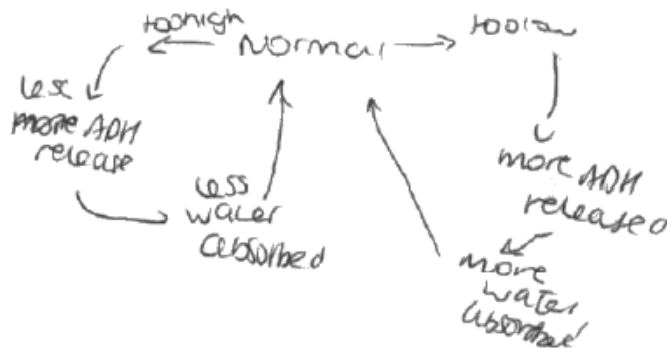 too high
Normal
too low
less
more ADH
release
less
water
absorbed
more ADH
released
more
water
absorbed